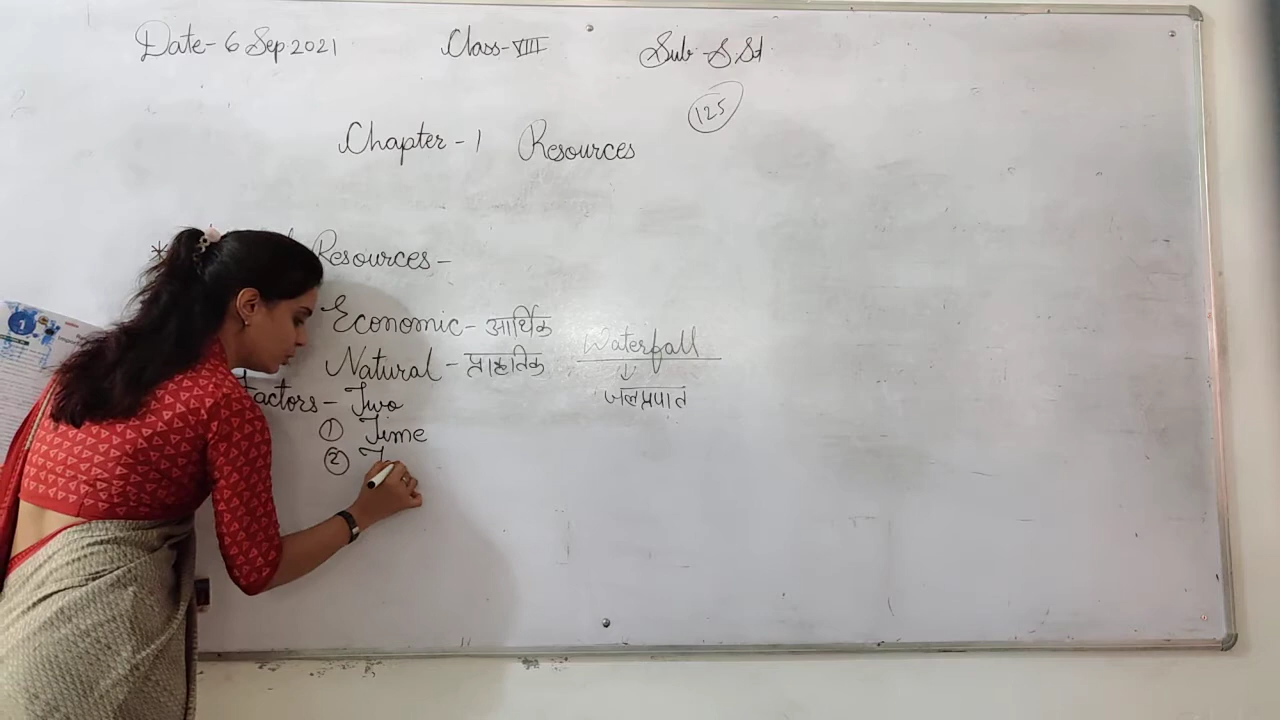 Date- 6 Sep 2021 Class-VIII Sub- S.St
125
Chapter-1 Resources
* Resources-
Economic- आर्थिक
Natural- प्राकृतिक Waterfall
↓
जलप्रपात
Factors- Two
① Time
② T
1